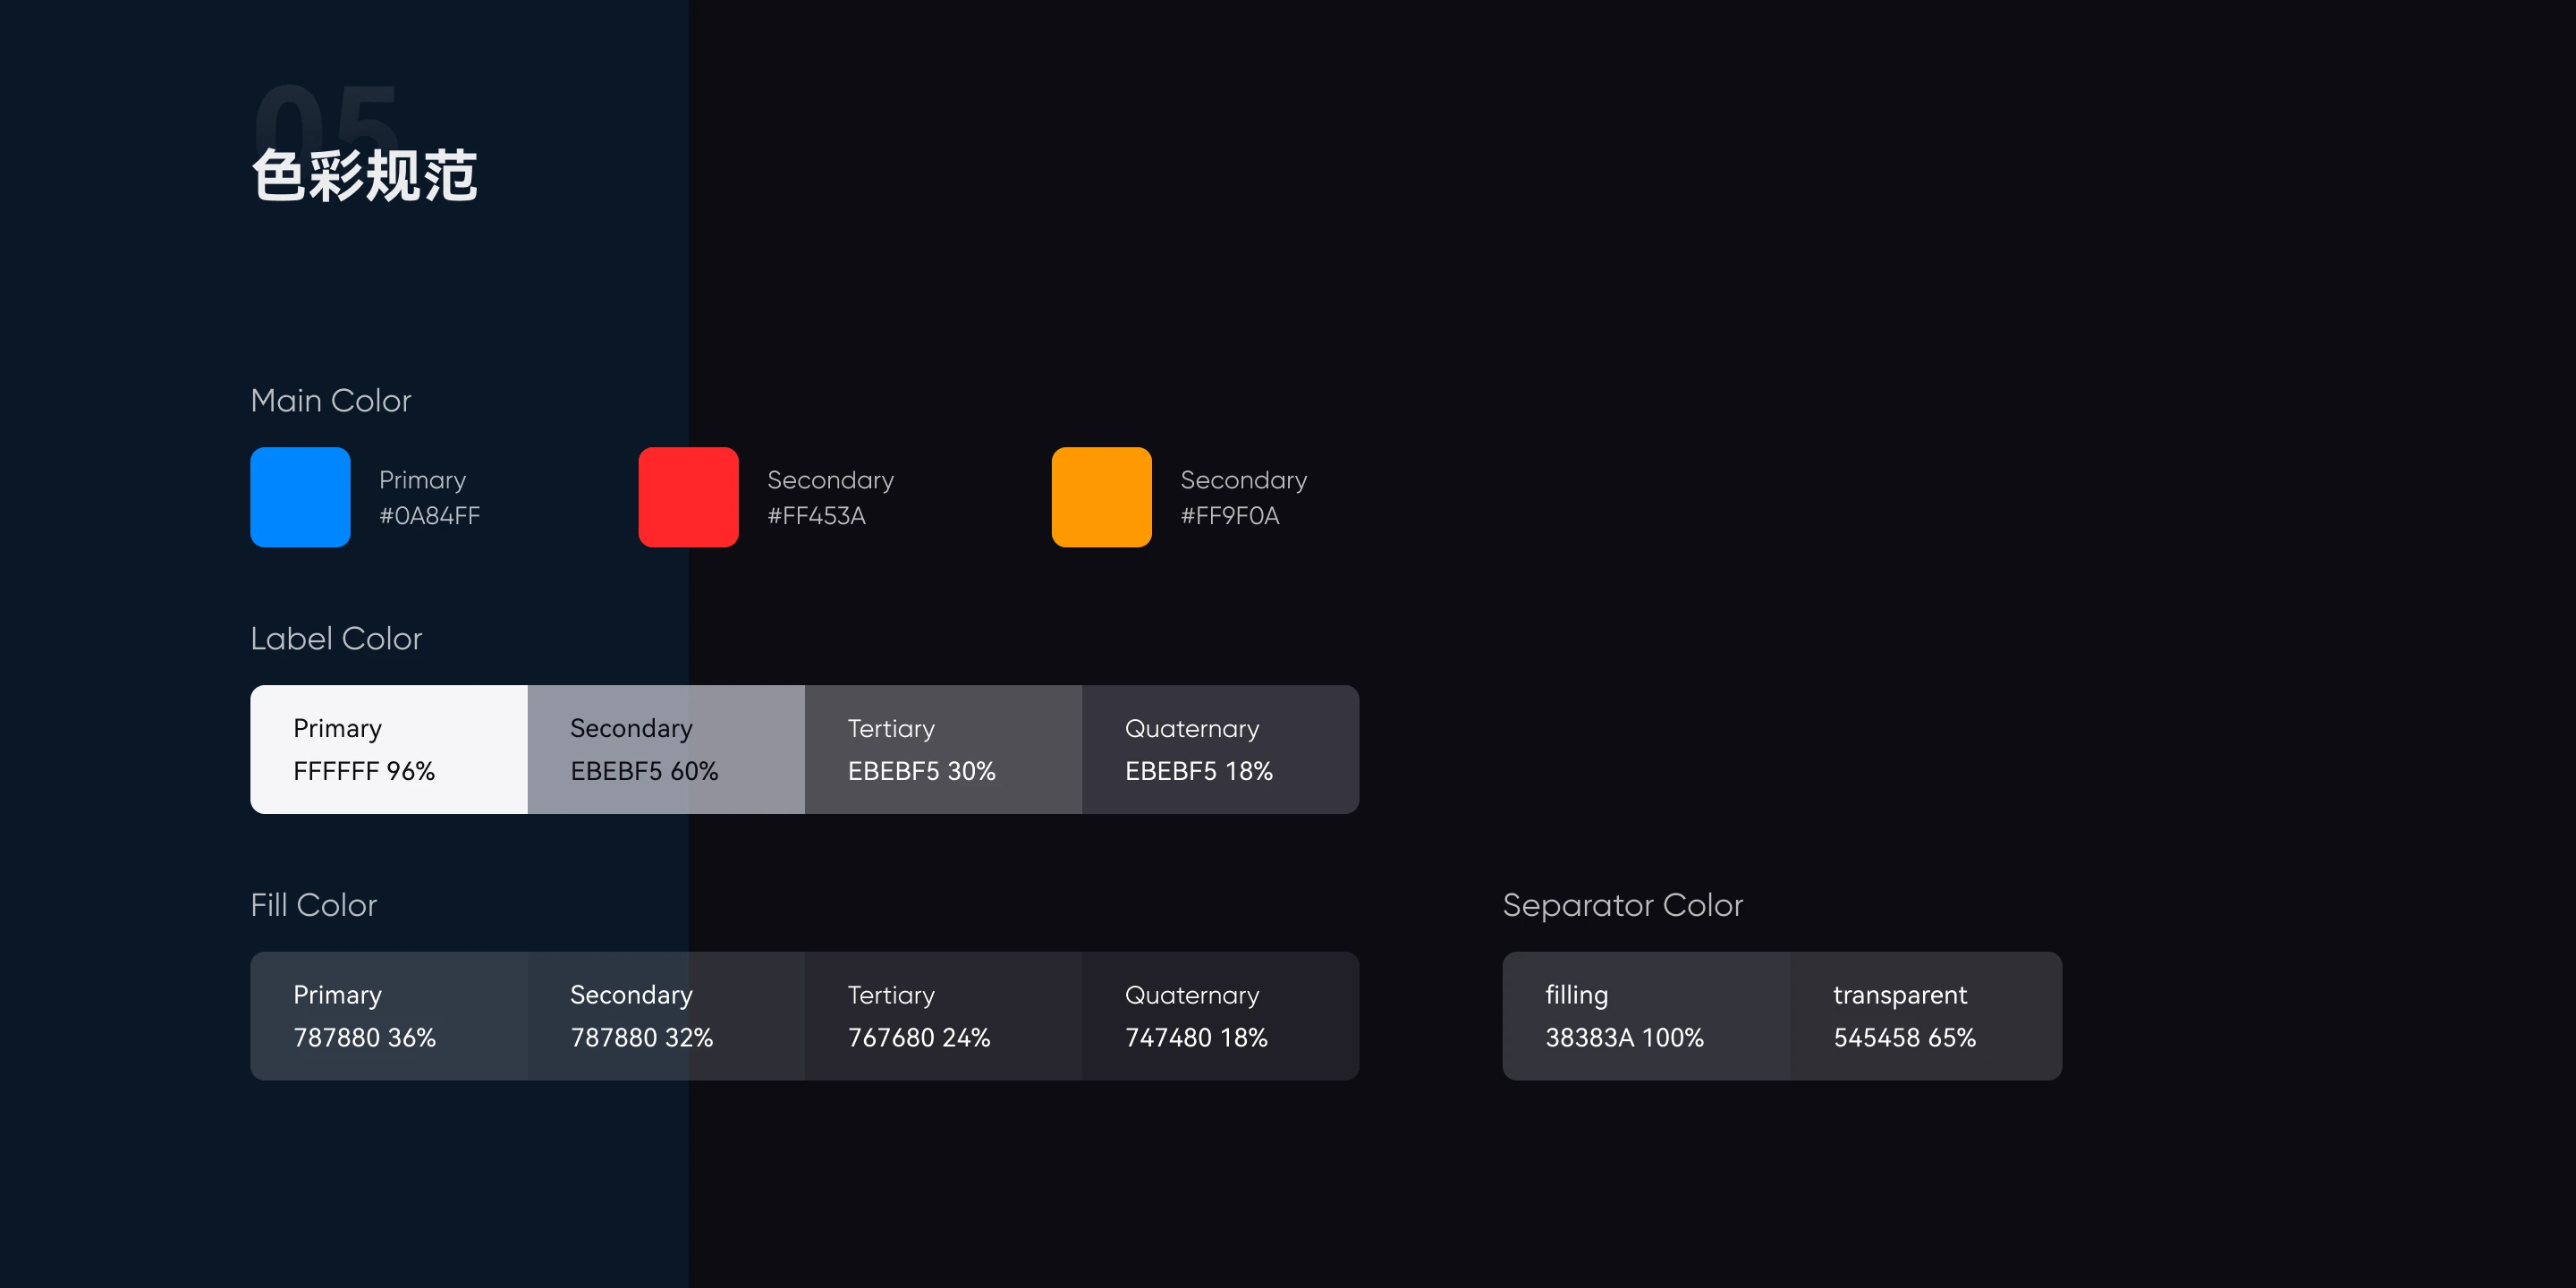 05
色彩规范
Main Color
Primary
#0A84FF
Secondary
#FF453A
Secondary
#FF9F0A
Label Color
Primary
FFFFFF 96%
Secondary
EBEBF5 60%
Tertiary
EBEBF5 30%
Quaternary
EBEBF5 18%
Fill Color
Primary
787880 36%
Secondary
787880 32%
Tertiary
767680 24%
Quaternary
747480 18%
Separator Color
filling
38383A 100%
transparent
545458 65%